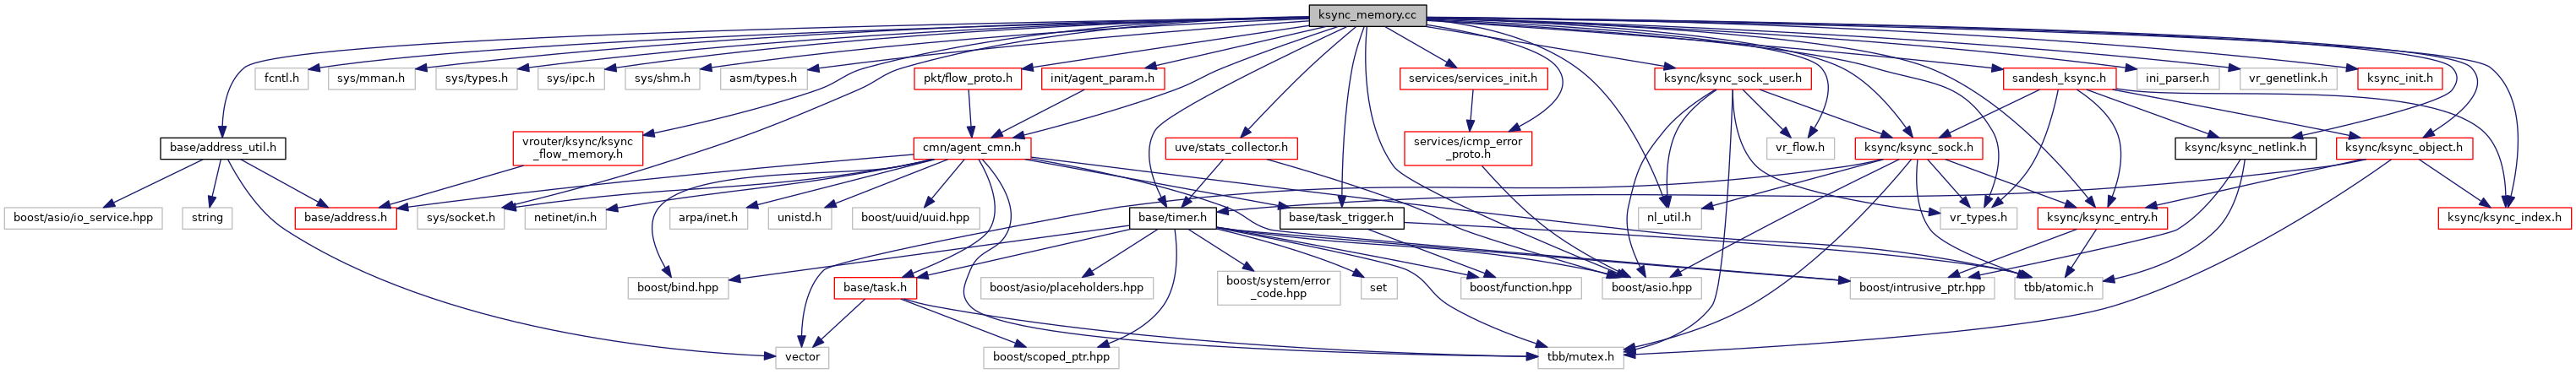 ksync_memory.cc
fcntl.h
sys/mman.h
sys/types.h
sys/ipc.h
sys/shm.h
asm/types.h
pkt/flow_proto.h
init/agent_param.h
services/services_init.h
ksync/ksync_sock_user.h
sandesh_ksync.h
ini_parser.h
vr_genetlink.h
ksync_init.h
base/address_util.h
vrouter/ksync/ksync
_flow_memory.h
cmn/agent_cmn.h
uve/stats_collector.h
services/icmp_error
_proto.h
vr_flow.h
ksync/ksync_sock.h
ksync/ksync_netlink.h
ksync/ksync_object.h
boost/asio/io_service.hpp
string
base/address.h
sys/socket.h
netinet/in.h
arpa/inet.h
unistd.h
boost/uuid/uuid.hpp
base/timer.h
base/task_trigger.h
nl_util.h
vr_types.h
ksync/ksync_entry.h
ksync/ksync_index.h
boost/bind.hpp
base/task.h
boost/asio/placeholders.hpp
boost/system/error
_code.hpp
set
boost/function.hpp
boost/asio.hpp
boost/intrusive_ptr.hpp
tbb/atomic.h
vector
boost/scoped_ptr.hpp
tbb/mutex.h